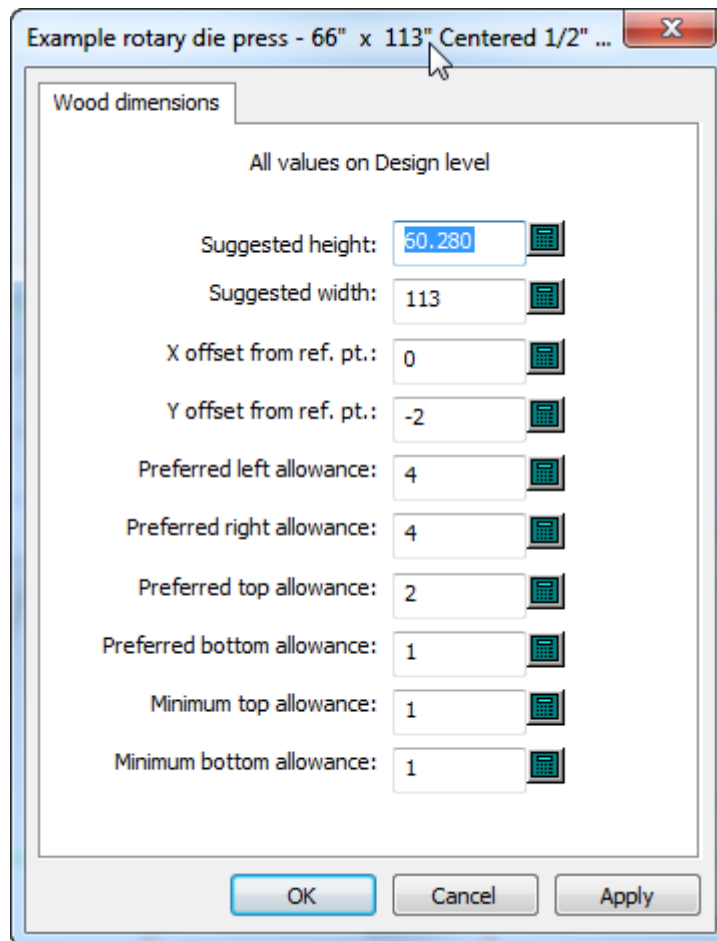 Example rotary die press - 66" x 113" Centered 1/2" ...
Wood dimensions
All values on Design level
Suggested height: 60.280
Suggested width: 113
X offset from ref. pt.: 0
Y offset from ref. pt.: -2
Preferred left allowance: 4
Preferred right allowance: 4
Preferred top allowance: 2
Preferred bottom allowance: 1
Minimum top allowance: 1
Minimum bottom allowance: 1
OK Cancel Apply